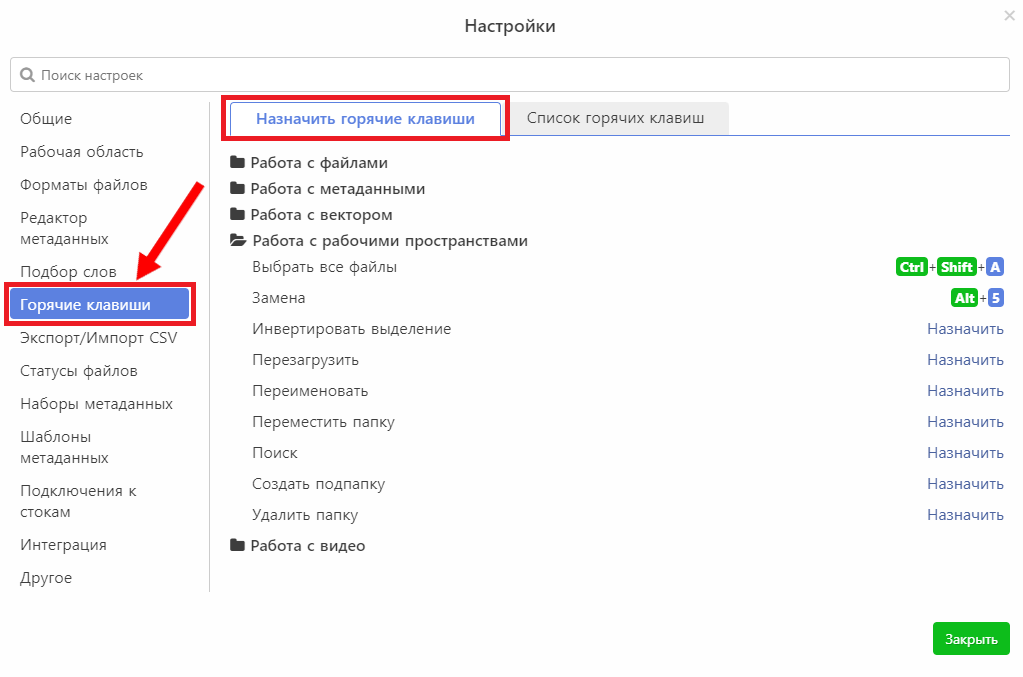 Настройки
Поиск настроек
Общие
Рабочая область
Форматы файлов
Редактор
метаданных
Подбор слов
Горячие клавиши
Экспорт/Импорт CSV
Статусы файлов
Наборы метаданных
Шаблоны
метаданных
Подключения к
стокам
Интеграция
Другое
Назначить горячие клавиши
Список горячих клавиш
Работа с файлами
Работа с метаданными
Работа с вектором
Работа с рабочими пространствами
Выбрать все файлы Ctrl+Shift+A
Замена Alt+5
Инвертировать выделение Назначить
Перезагрузить Назначить
Переименовать Назначить
Переместить папку Назначить
Поиск Назначить
Создать подпапку Назначить
Удалить папку Назначить
Работа с видео
Закрыть